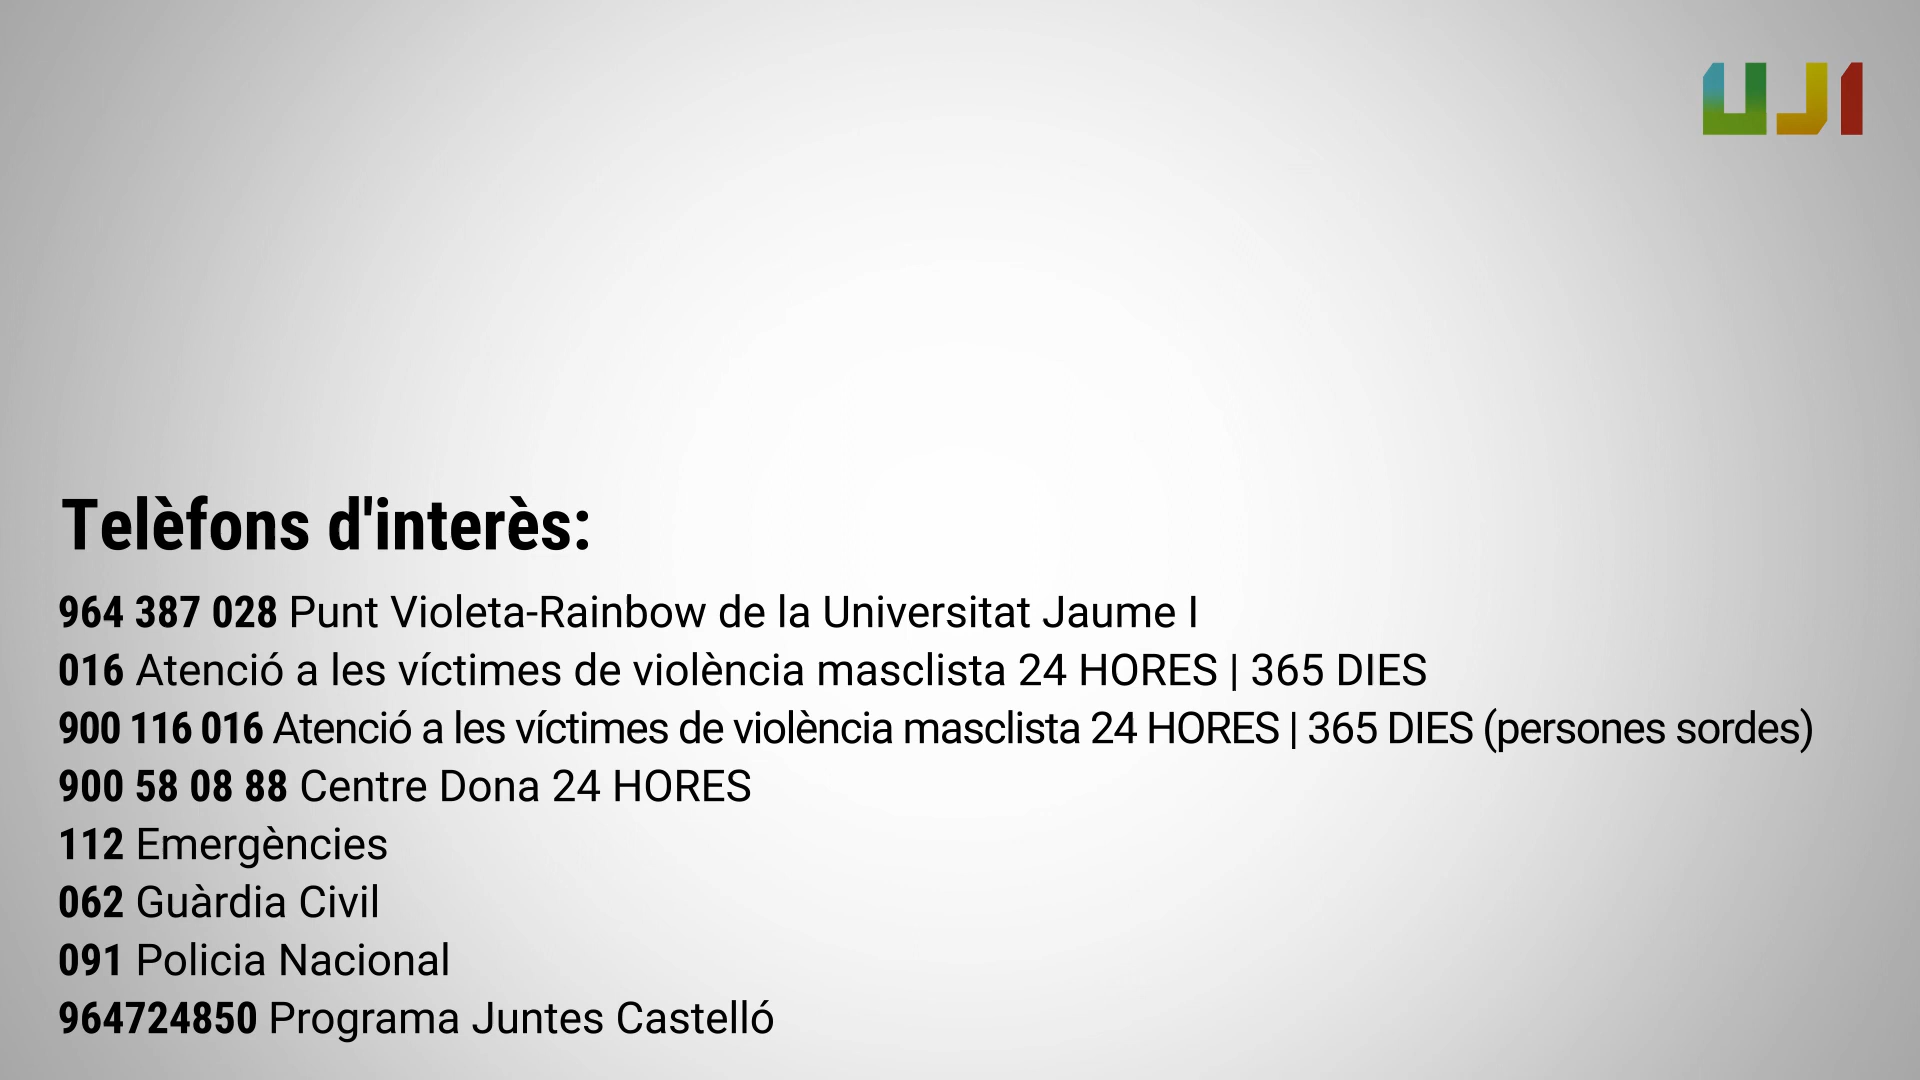 UJI
Telèfons d'interès:
964 387 028 Punt Violeta-Rainbow de la Universitat Jaume I
016 Atenció a les víctimes de violència masclista 24 HORES | 365 DIES
900 116 016 Atenció a les víctimes de violència masclista 24 HORES | 365 DIES (persones sordes)
900 58 08 88 Centre Dona 24 HORES
112 Emergències
062 Guàrdia Civil
091 Policia Nacional
964724850 Programa Juntes Castelló